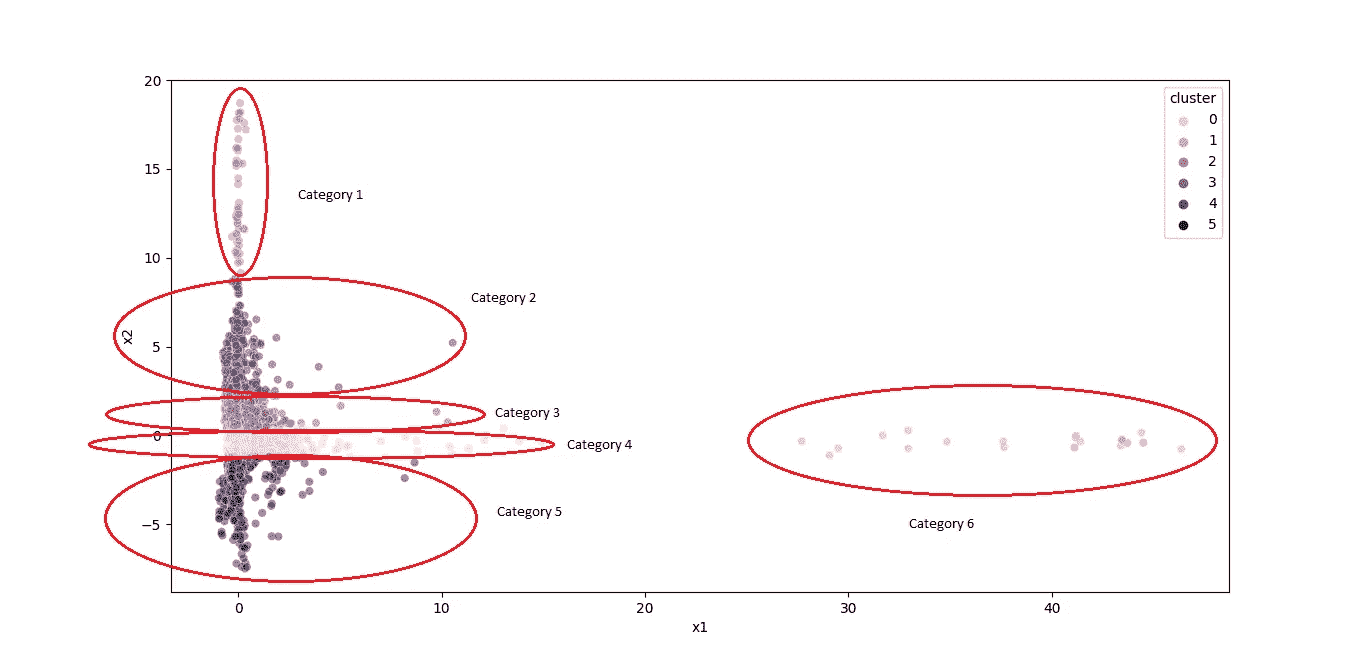 20
cluster
0
1
2
3
4
5
15
Category 1
10
Category 2
x2
5
Category 3
0
Category 4
Category 5
−5
Category 6
0 10 20 30 40
x1